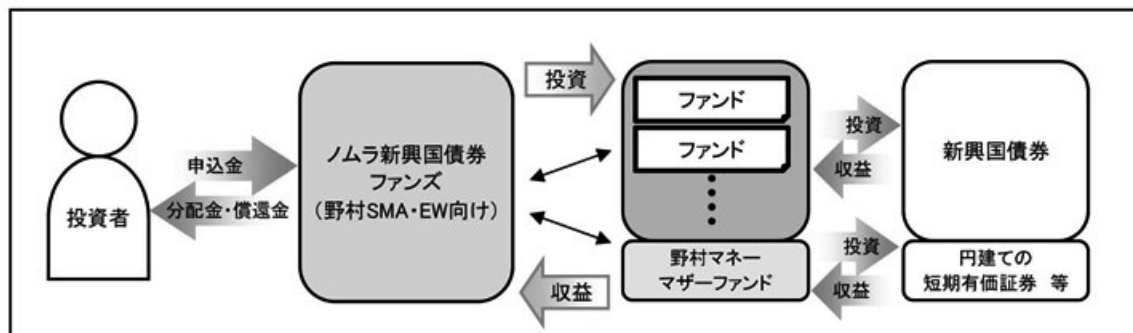 投資者
申込金
分配金・償還金
ノムラ新興国債券
ファンズ
(野村SMA・EW向け)
投資
収益
ファンド
ファンド
野村マネー
マザーファンド
投資
収益
投資
収益
新興国債券
円建ての
短期有価証券 等